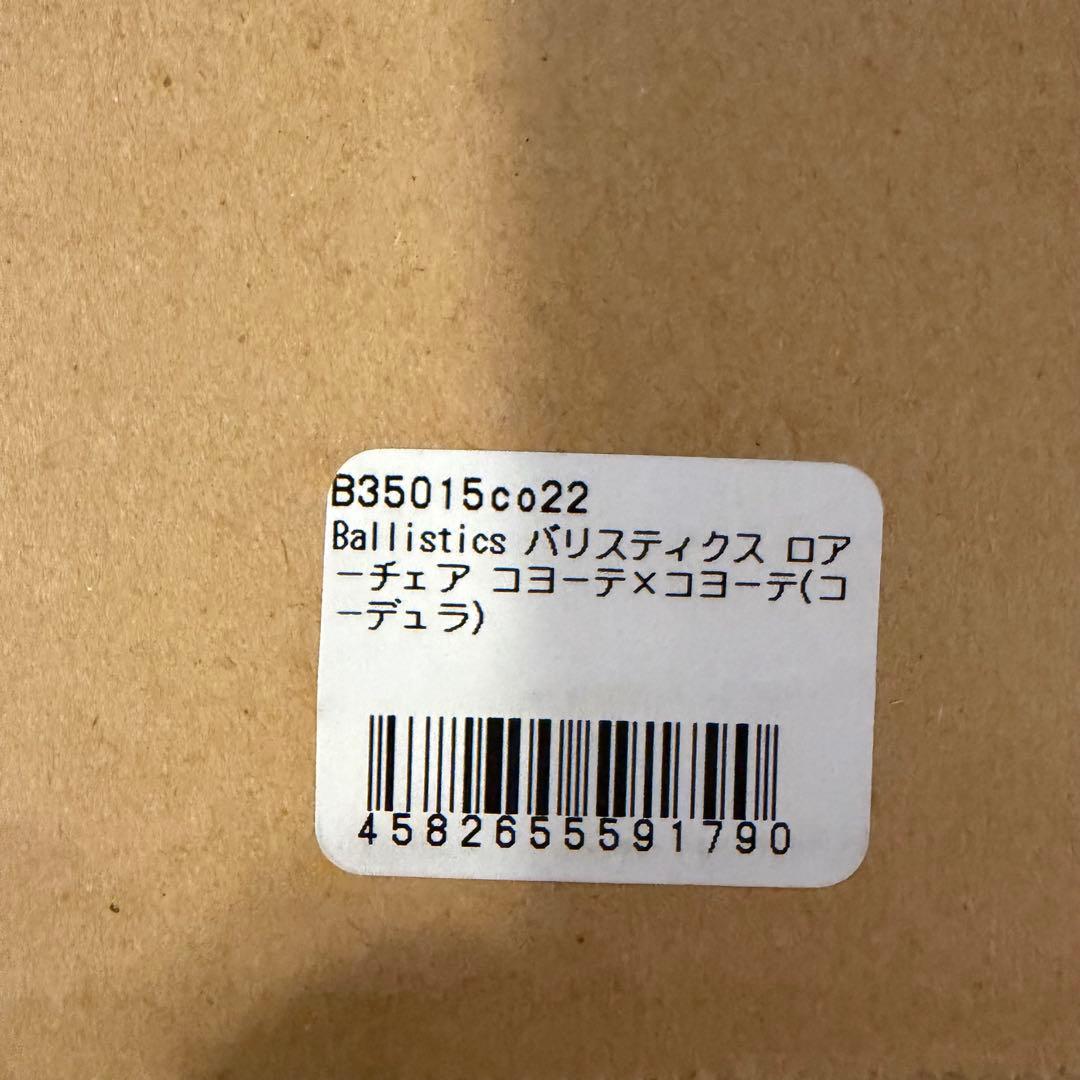 B35015co22
Ballistics バリスティクス ロア
ーチェア コヨーテ×コヨーテ(コ
ーデュラ)
4582655591790